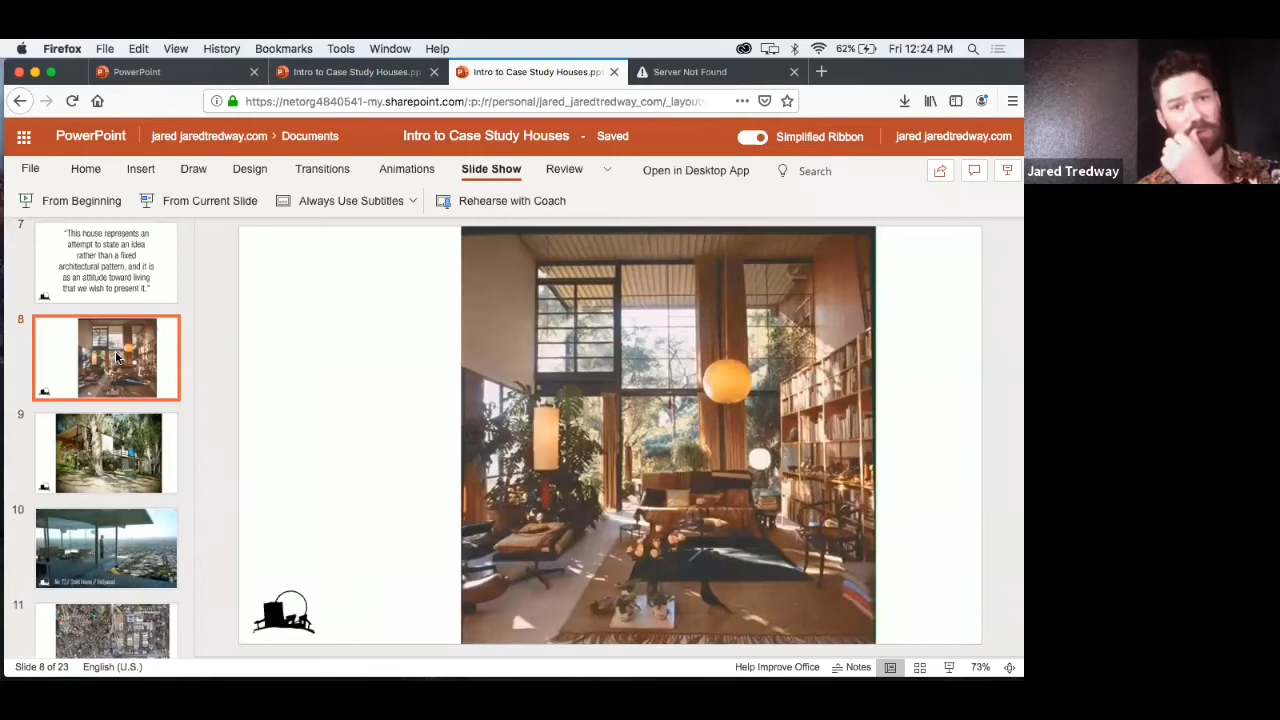 Firefox File Edit View History Bookmarks Tools Window Help 62% Fri 12:24 PM
PowerPoint Intro to Case Study Houses.pp Intro to Case Study Houses.ppt Server Not Found
https://netorg4840541-my.sharepoint.com/:p:/r/personal/jared_jaredtredway_com/_layout
PowerPoint jared jaredtredway > Documents Intro to Case Study Houses - Saved Simplified Ribbon jared jaredtredway
File Home Insert Draw Design Transitions Animations Slide Show Review Open in Desktop App Search
From Beginning From Current Slide Always Use Subtitles Rehearse with Coach
Jared Tredway
7
"This house represents an
attempt to state an idea
rather than a fixed
architectural pattern, and it is
as an attitude toward living
that we wish to present it."
8
9
10
11
Slide 8 of 23 English (U.S.) Help Improve Office Notes 73%